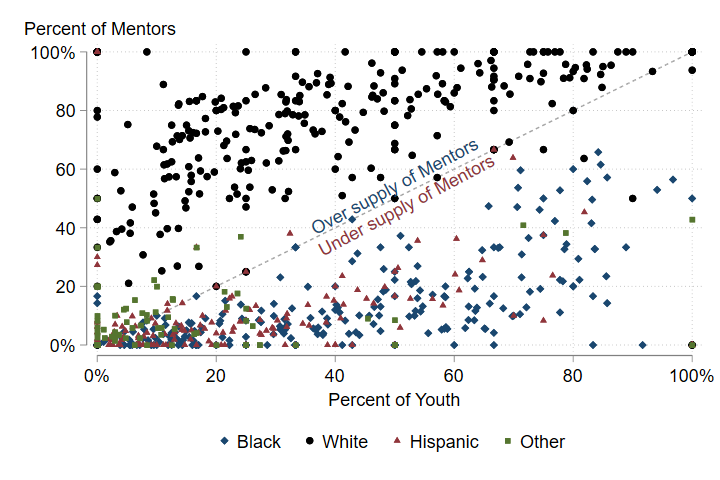 Percent of Mentors
100%
80
60
40
20
0%
Over supply of Mentors
Under supply of Mentors
0% 20 40 60 80 100%
Percent of Youth
Black White Hispanic Other